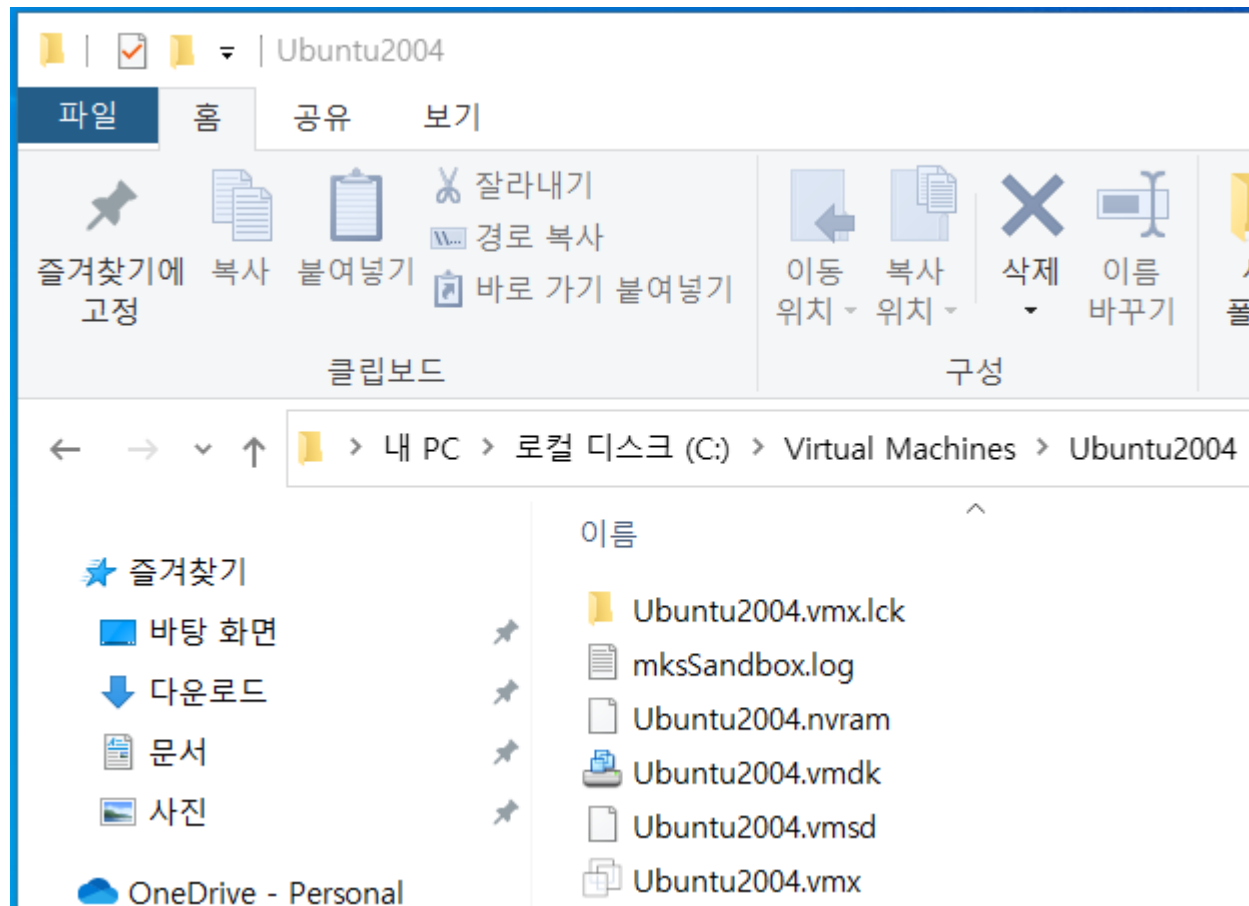 Ubuntu2004
파일 홈 공유 보기
즐겨찾기에
고정
복사
붙여넣기
잘라내기
경로 복사
바로 가기 붙여넣기
이동
위치
복사
위치
삭제
이름
바꾸기
클립보드
구성
내 PC > 로컬 디스크 (C:) > Virtual Machines > Ubuntu2004
이름
즐겨찾기
바탕 화면
다운로드
문서
사진
OneDrive - Personal
Ubuntu2004.vmx.lck
mksSandbox.log
Ubuntu2004.nvram
Ubuntu2004.vmdk
Ubuntu2004.vmsd
Ubuntu2004.vmx